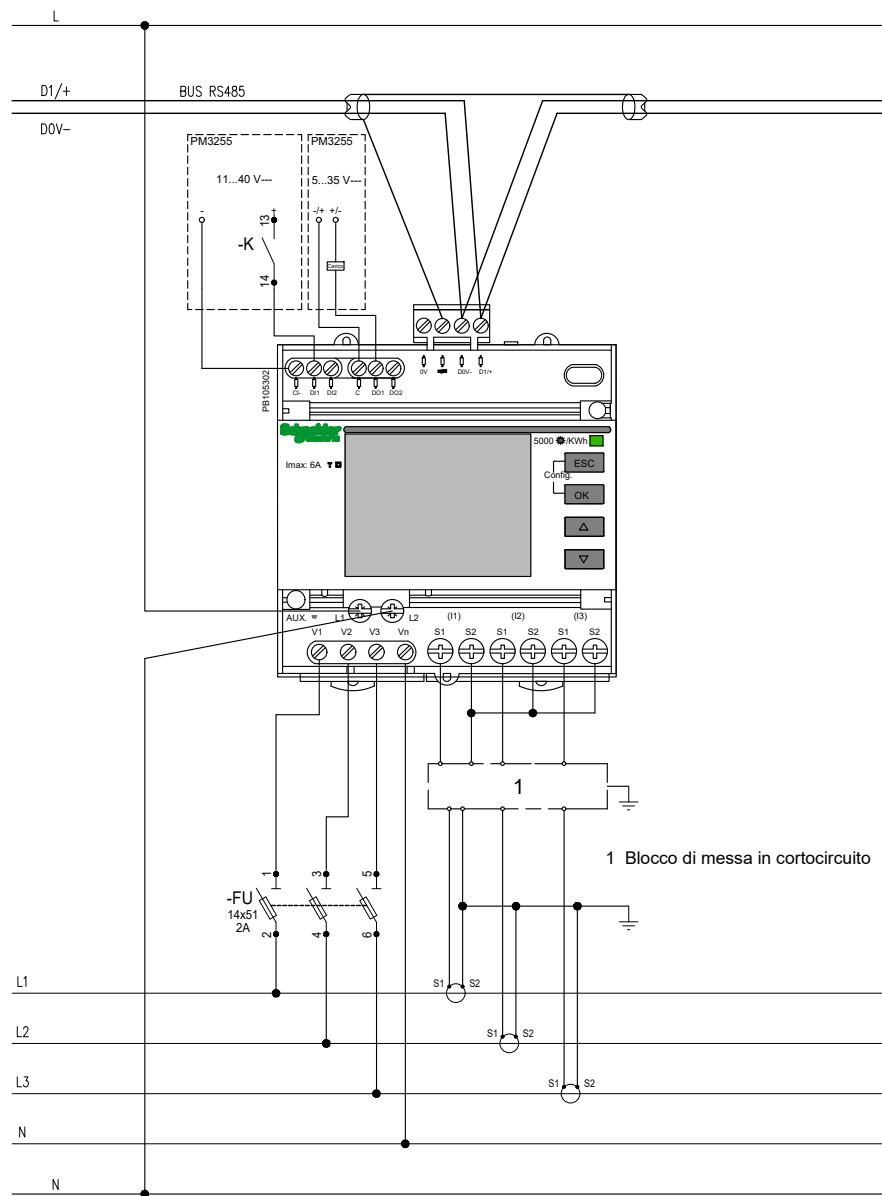 L
D1/+ BUS RS485
D0V-
PM3255 PM3255
11...40 V 5...35 V
- + -/+ +/-
13
-K
14
Carico
0V D0V- D1/+
CI- DI1 DI2 C DO1 DO2
PB105302
Schneider
Electric
5000 /KWh
Imax: 6A
ESC
Config.
OK
AUX. L1 L2 (I1) (I2) (I3)
V1 V2 V3 Vn S1 S2 S1 S2 S1 S2
1
1 Blocco di messa in cortocircuito
1 3 5
-FU
14x51
2A
2 4 6
L1 S1 S2
L2 S1 S2
L3 S1 S2
N
N